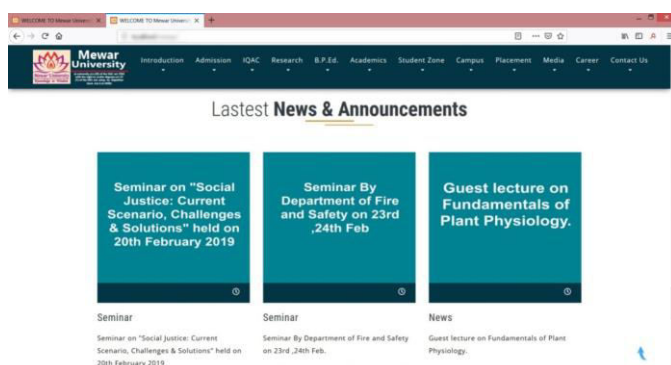 WELCOME TO Mewar Universi
WELCOME TO Mewar Universi
Mewar
University
Introduction Admission IQAC Research B.P.Ed. Academics Student Zone Campus Placement Media Career Contact Us
Lastest News & Announcements
Seminar on "Social
Justice: Current
Scenario, Challenges
& Solutions" held on
20th February 2019
Seminar By
Department of Fire
and Safety on 23rd
,24th Feb
Guest lecture on
Fundamentals of
Plant Physiology.
Seminar
Seminar on "Social Justice: Current
Scenario, Challenges & Solutions" held on
20th February 2019
Seminar
Seminar By Department of Fire and Safety
on 23rd ,24th Feb.
News
Guest lecture on Fundamentals of Plant
Physiology.